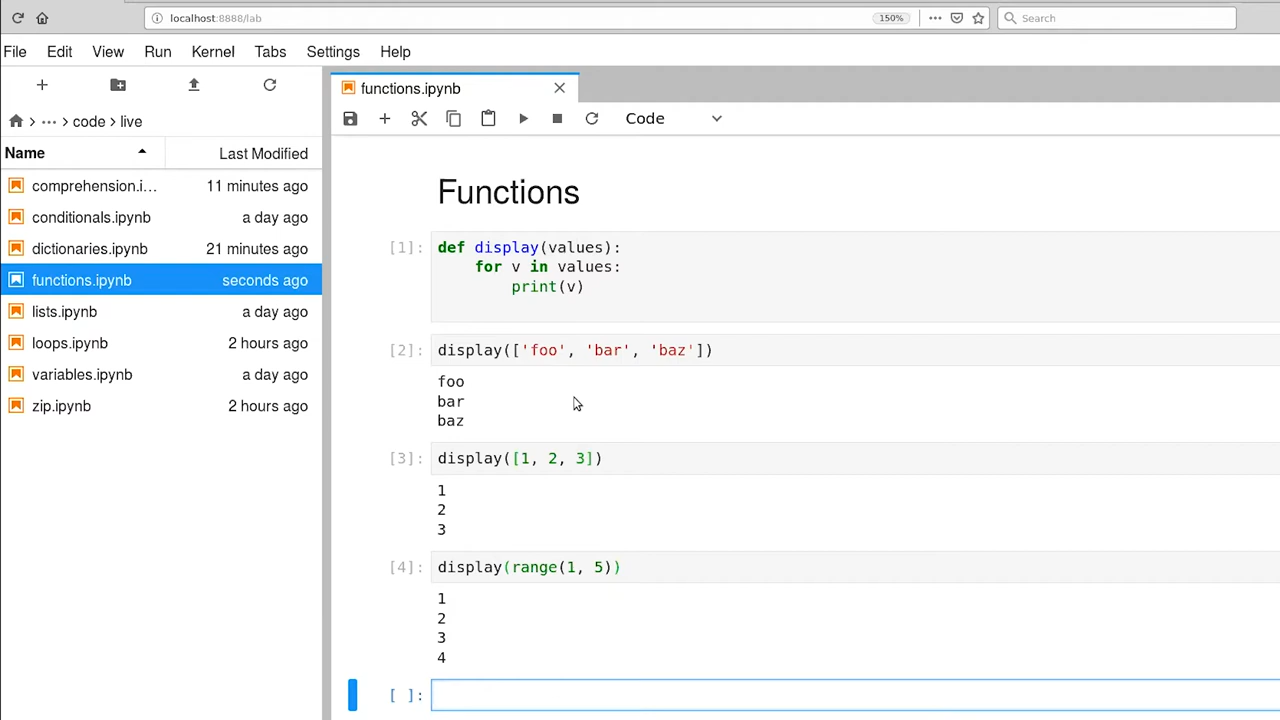 localhost:8888/lab
150%
Search
File Edit View Run Kernel Tabs Settings Help
functions.ipynb
··· code live
Code
Name Last Modified
comprehension.i… 11 minutes ago
conditionals.ipynb a day ago
dictionaries.ipynb 21 minutes ago
functions.ipynb seconds ago
lists.ipynb a day ago
loops.ipynb 2 hours ago
variables.ipynb a day ago
zip.ipynb 2 hours ago
Functions
[1]: def display(values):
    for v in values:
        print(v)
[2]: display(['foo', 'bar', 'baz'])
foo
bar
baz
[3]: display([1, 2, 3])
1
2
3
[4]: display(range(1, 5))
1
2
3
4
[ ]: